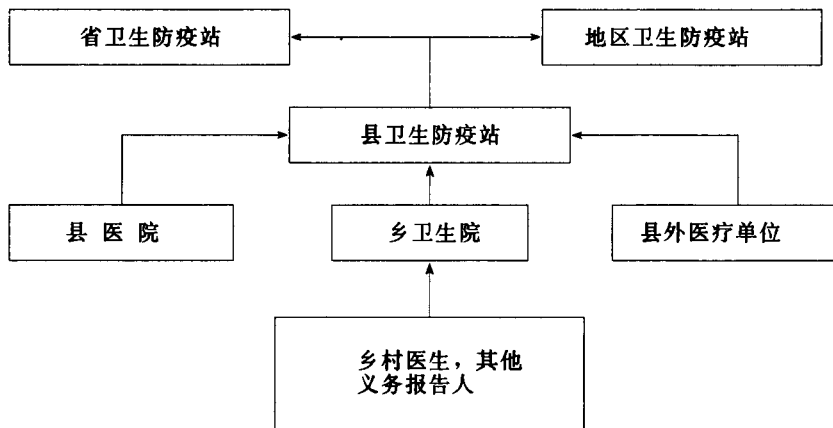 省卫生防疫站
地区卫生防疫站
县卫生防疫站
县 医 院
乡卫生院
县外医疗单位
乡村医生，其他
义务报告人